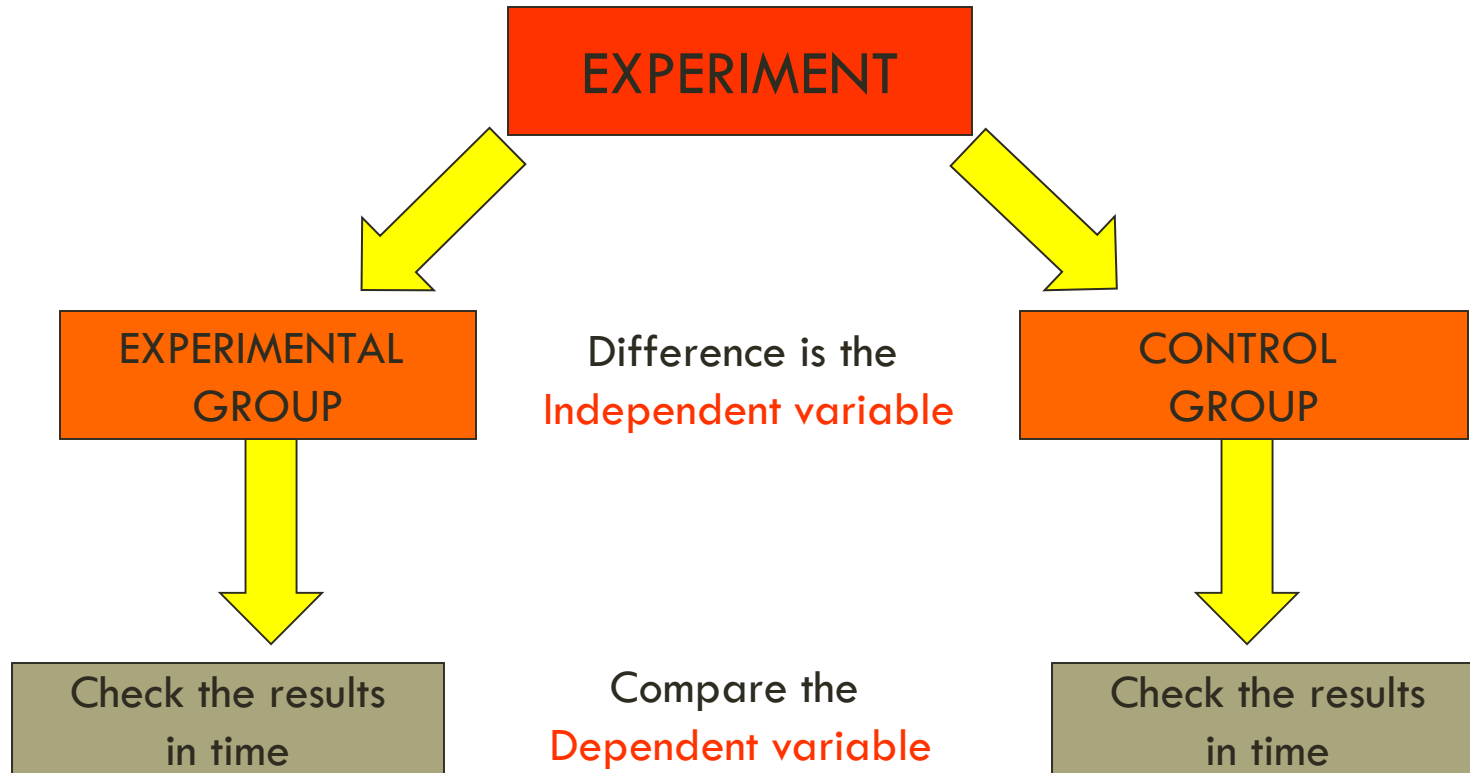 EXPERIMENT
EXPERIMENTAL
GROUP
Difference is the
Independent variable
CONTROL
GROUP
Check the results
in time
Compare the
Dependent variable
Check the results
in time